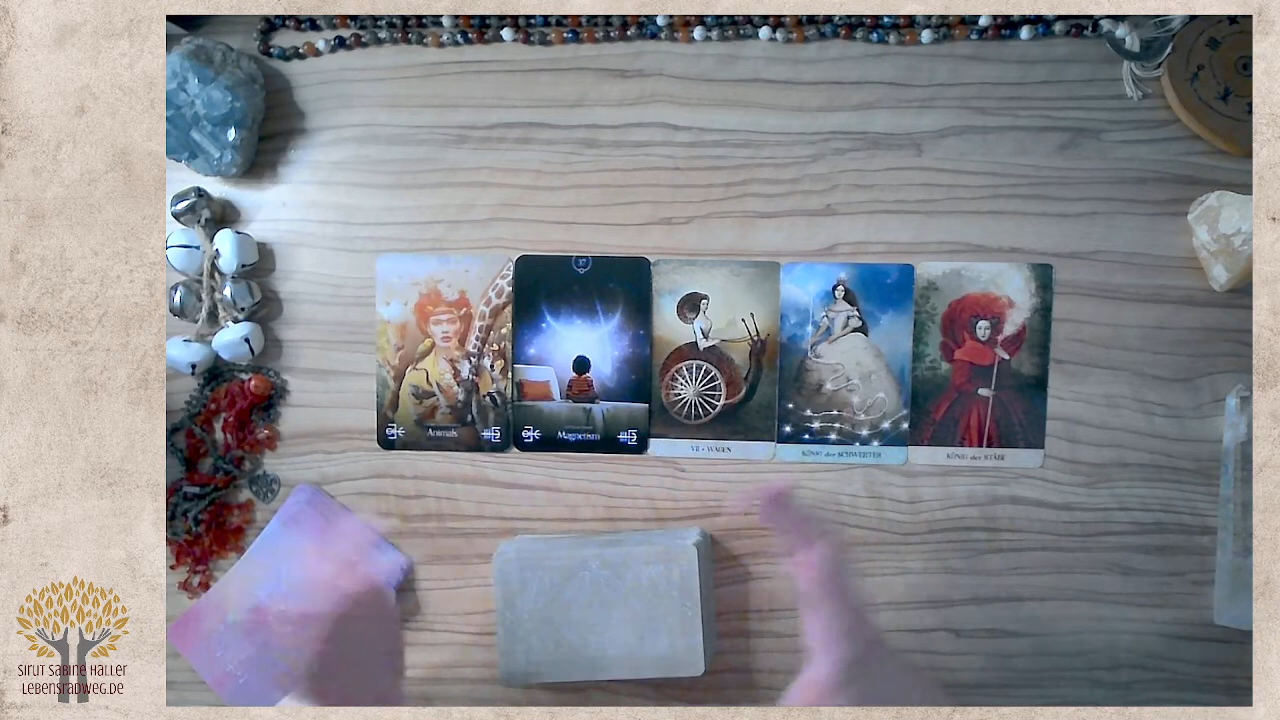 37
Animals
Magnetism
VII • WAGEN
KÖNIG der SCHWERTER
KÖNIG der STÄBE
SIRUT SABINE HALLER
LEBENSRADWEG.DE